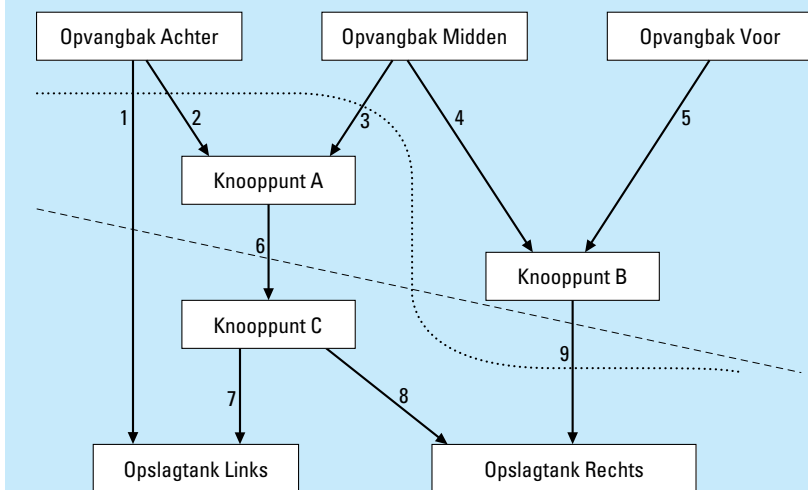 Opvangbak Achter
Opvangbak Midden
Opvangbak Voor
1
2
3
4
5
Knooppunt A
6
Knooppunt B
Knooppunt C
9
7
8
Opslagtank Links
Opslagtank Rechts